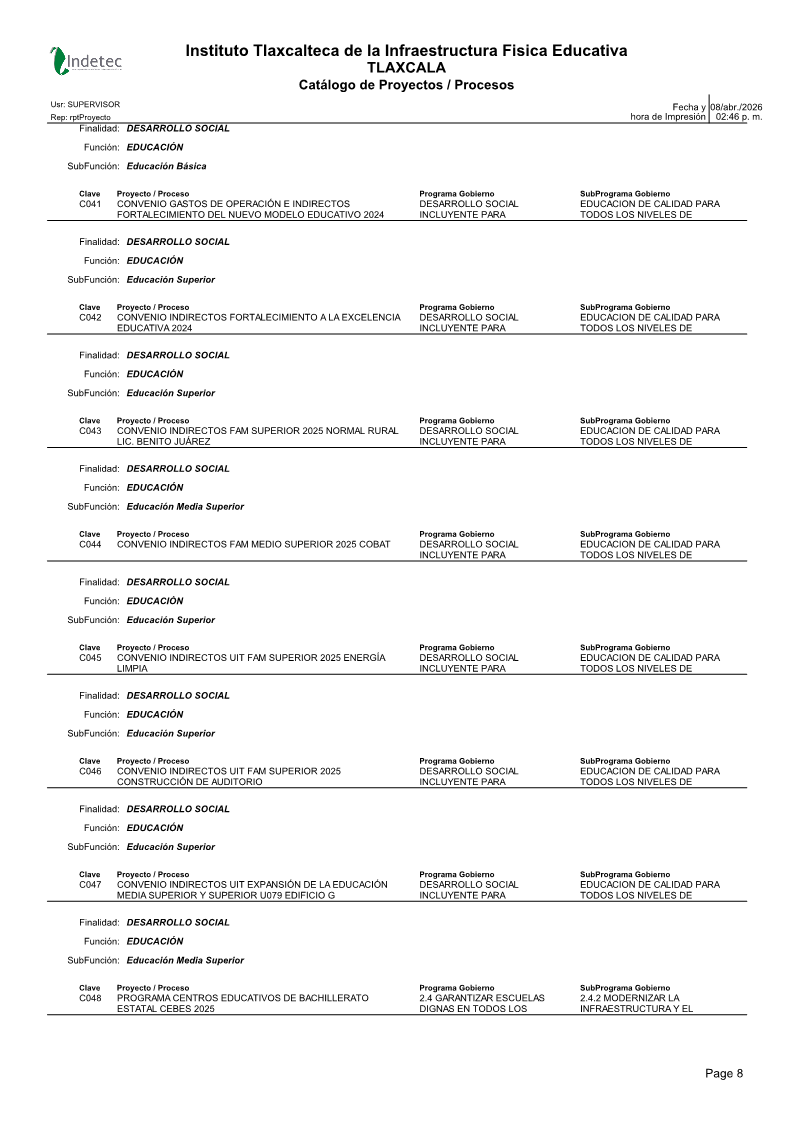 Indetec
Instituto Tlaxcalteca de la Infraestructura Fisica Educativa
TLAXCALA
Catálogo de Proyectos / Procesos
Usr: SUPERVISOR
Rep: rptProyecto
Fecha y 08/abr./2026
hora de Impresión 02:46 p. m.
Finalidad: DESARROLLO SOCIAL
Función: EDUCACIÓN
SubFunción: Educación Básica
Clave Proyecto / Proceso Programa Gobierno SubPrograma Gobierno
C041 CONVENIO GASTOS DE OPERACIÓN E INDIRECTOS DESARROLLO SOCIAL EDUCACION DE CALIDAD PARA
FORTALECIMIENTO DEL NUEVO MODELO EDUCATIVO 2024 INCLUYENTE PARA TODOS LOS NIVELES DE
Finalidad: DESARROLLO SOCIAL
Función: EDUCACIÓN
SubFunción: Educación Superior
Clave Proyecto / Proceso Programa Gobierno SubPrograma Gobierno
C042 CONVENIO INDIRECTOS FORTALECIMIENTO A LA EXCELENCIA DESARROLLO SOCIAL EDUCACION DE CALIDAD PARA
EDUCATIVA 2024 INCLUYENTE PARA TODOS LOS NIVELES DE
Finalidad: DESARROLLO SOCIAL
Función: EDUCACIÓN
SubFunción: Educación Superior
Clave Proyecto / Proceso Programa Gobierno SubPrograma Gobierno
C043 CONVENIO INDIRECTOS FAM SUPERIOR 2025 NORMAL RURAL DESARROLLO SOCIAL EDUCACION DE CALIDAD PARA
LIC. BENITO JUÁREZ INCLUYENTE PARA TODOS LOS NIVELES DE
Finalidad: DESARROLLO SOCIAL
Función: EDUCACIÓN
SubFunción: Educación Media Superior
Clave Proyecto / Proceso Programa Gobierno SubPrograma Gobierno
C044 CONVENIO INDIRECTOS FAM MEDIO SUPERIOR 2025 COBAT DESARROLLO SOCIAL EDUCACION DE CALIDAD PARA
INCLUYENTE PARA TODOS LOS NIVELES DE
Finalidad: DESARROLLO SOCIAL
Función: EDUCACIÓN
SubFunción: Educación Superior
Clave Proyecto / Proceso Programa Gobierno SubPrograma Gobierno
C045 CONVENIO INDIRECTOS UIT FAM SUPERIOR 2025 ENERGÍA DESARROLLO SOCIAL EDUCACION DE CALIDAD PARA
LIMPIA INCLUYENTE PARA TODOS LOS NIVELES DE
Finalidad: DESARROLLO SOCIAL
Función: EDUCACIÓN
SubFunción: Educación Superior
Clave Proyecto / Proceso Programa Gobierno SubPrograma Gobierno
C046 CONVENIO INDIRECTOS UIT FAM SUPERIOR 2025 DESARROLLO SOCIAL EDUCACION DE CALIDAD PARA
CONSTRUCCIÓN DE AUDITORIO INCLUYENTE PARA TODOS LOS NIVELES DE
Finalidad: DESARROLLO SOCIAL
Función: EDUCACIÓN
SubFunción: Educación Superior
Clave Proyecto / Proceso Programa Gobierno SubPrograma Gobierno
C047 CONVENIO INDIRECTOS UIT EXPANSIÓN DE LA EDUCACIÓN DESARROLLO SOCIAL EDUCACION DE CALIDAD PARA
MEDIA SUPERIOR Y SUPERIOR U079 EDIFICIO G INCLUYENTE PARA TODOS LOS NIVELES DE
Finalidad: DESARROLLO SOCIAL
Función: EDUCACIÓN
SubFunción: Educación Media Superior
Clave Proyecto / Proceso Programa Gobierno SubPrograma Gobierno
C048 PROGRAMA CENTROS EDUCATIVOS DE BACHILLERATO 2.4 GARANTIZAR ESCUELAS 2.4.2 MODERNIZAR LA
ESTATAL CEBES 2025 DIGNAS EN TODOS LOS INFRAESTRUCTURA Y EL
Page 8